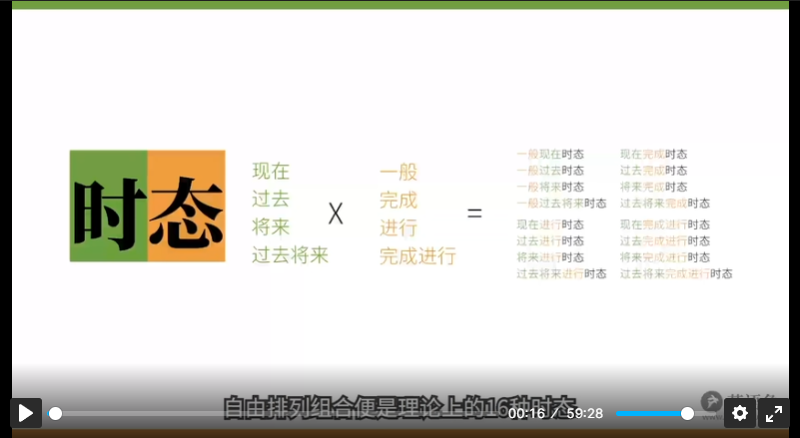 时态
现在
过去
将来
过去将来
X
一般
完成
进行
完成进行
=
一般现在时态
一般过去时态
一般将来时态
一般过去将来时态
现在完成时态
过去完成时态
将来完成时态
过去将来完成时态
现在进行时态
过去进行时态
将来进行时态
过去将来进行时态
现在完成进行时态
过去完成进行时态
将来完成进行时态
过去将来完成进行时态
自由排列组合便是理论上的16种时态
00:16 / 59:28